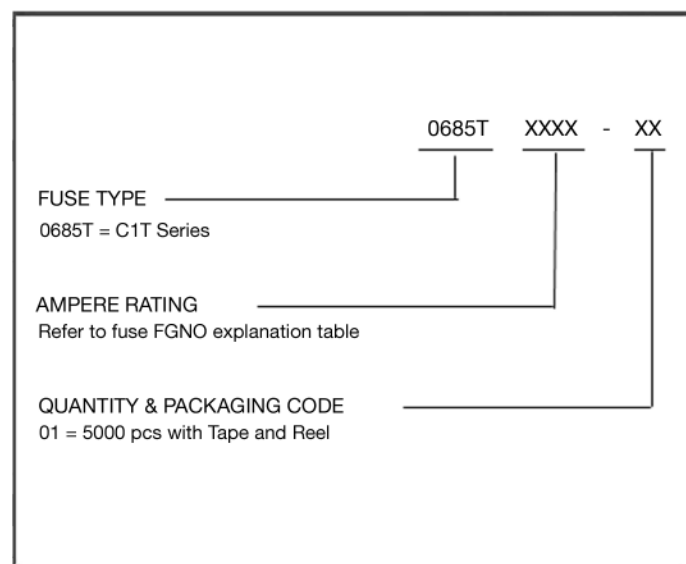 0685T XXXX - XX
FUSE TYPE
0685T = C1T Series
AMPERE RATING
Refer to fuse FGNO explanation table
QUANTITY & PACKAGING CODE
01 = 5000 pcs with Tape and Reel